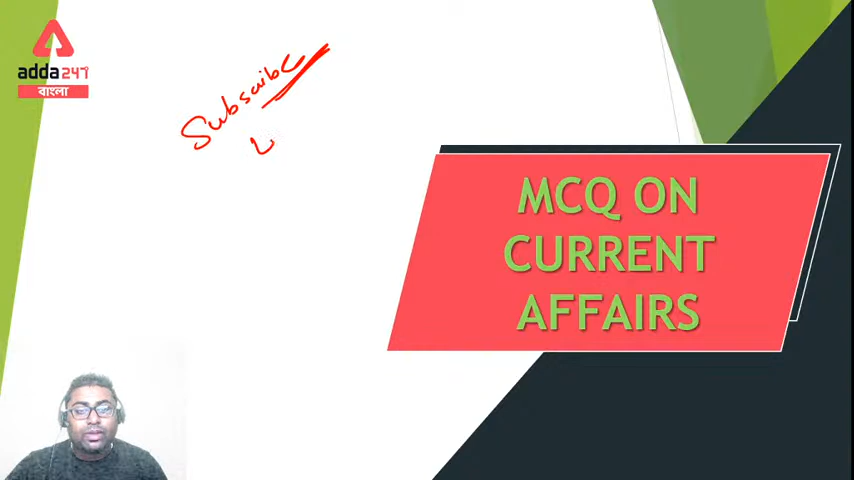 adda247
বাংলা
Subscribe
MCQ ON
CURRENT
AFFAIRS